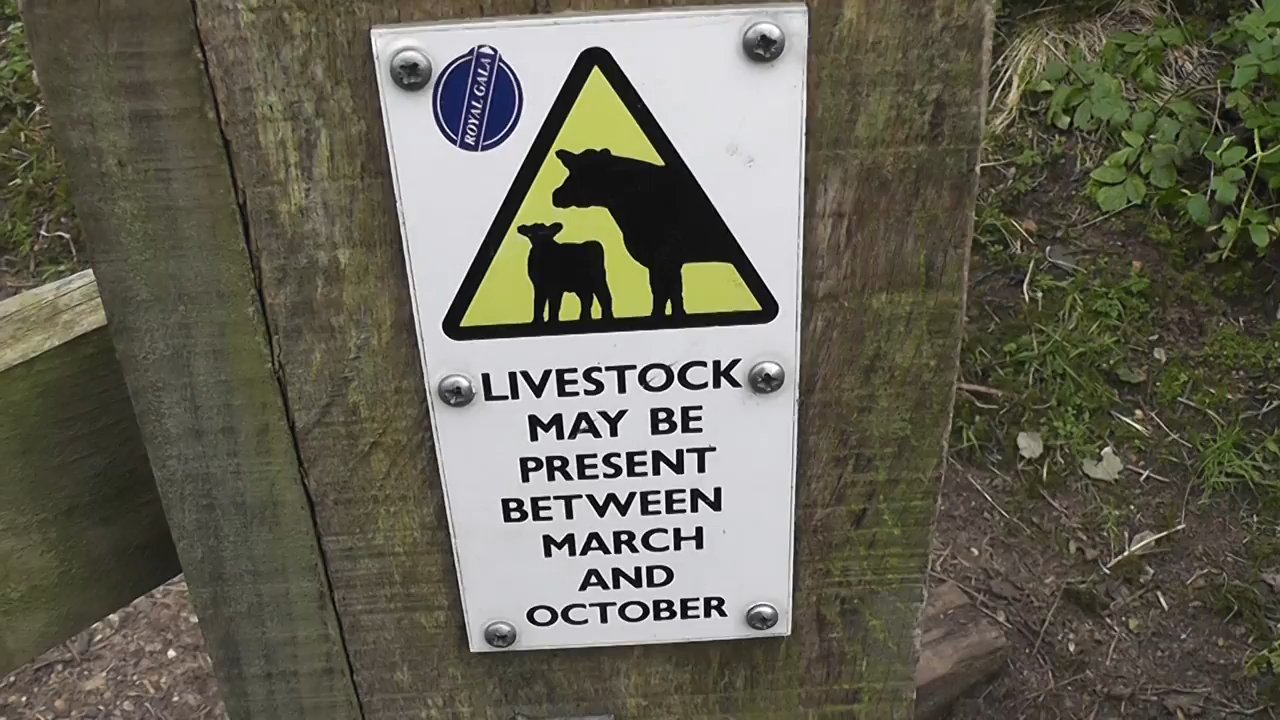 ROYAL GALA
LIVESTOCK
MAY BE
PRESENT
BETWEEN
MARCH
AND
OCTOBER